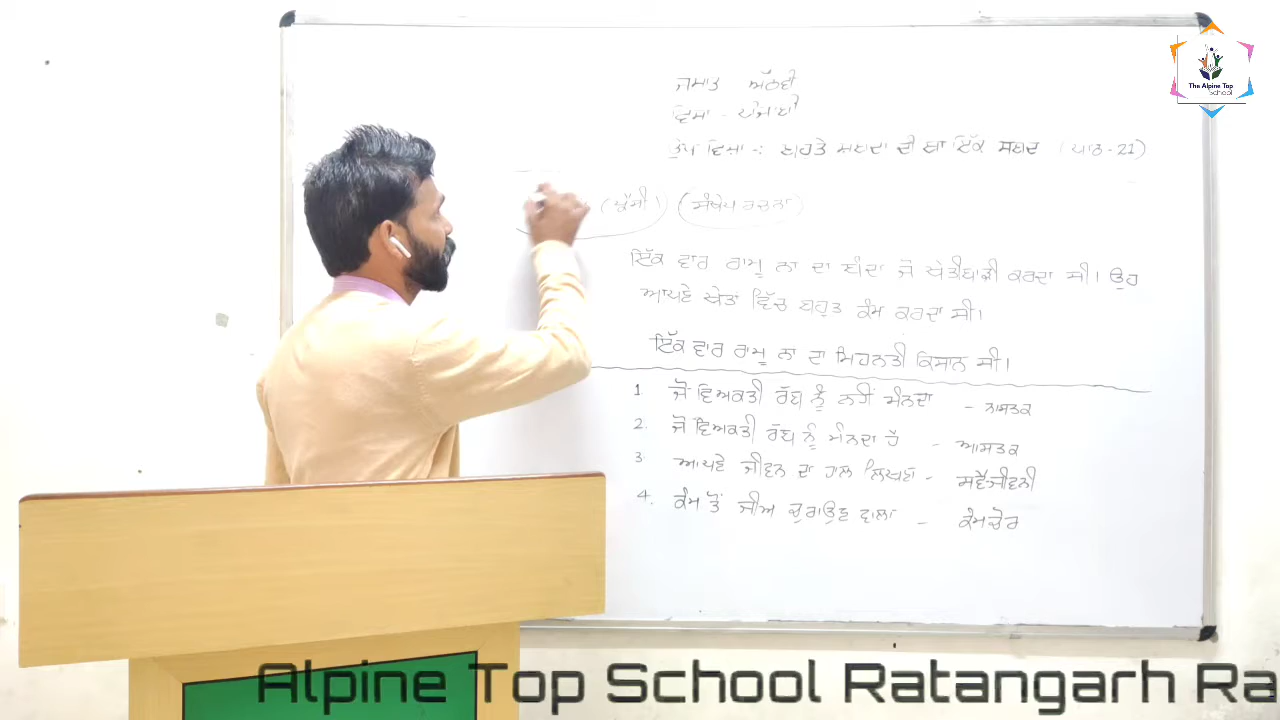 ਜਮਾਤ ਅੱਠਵੀਂ
ਵਿਸ਼ਾ - ਪੰਜਾਬੀ
ਉਪ ਵਿਸ਼ਾ -: ਬਹੁਤੇ ਸ਼ਬਦਾਂ ਦੀ ਥਾਂ ਇੱਕ ਸ਼ਬਦ (ਪਾਠ-21)
(ਸੰਖੇਪ ਰਚਨਾ)
ਇੱਕ ਵਾਰ ਰਾਮੂ ਨਾਂ ਦਾ ਬੰਦਾ ਜੋ ਖੇਤੀਬਾੜੀ ਕਰਦਾ ਸੀ। ਉਹ
ਆਪਣੇ ਖੇਤਾਂ ਵਿੱਚ ਬਹੁਤ ਕੰਮ ਕਰਦਾ ਸੀ।
ਇੱਕ ਵਾਰ ਰਾਮੂ ਨਾਂ ਦਾ ਮਿਹਨਤੀ ਕਿਸਾਨ ਸੀ।
1 ਜੋ ਵਿਅਕਤੀ ਰੱਬ ਨੂੰ ਨਹੀਂ ਮੰਨਦਾ - ਨਾਸਤਕ
2. ਜੋ ਵਿਅਕਤੀ ਰੱਬ ਨੂੰ ਮੰਨਦਾ ਹੈ - ਆਸਤਕ
3 ਆਪਣੇ ਜੀਵਨ ਦਾ ਹਾਲ ਲਿਖਣਾ - ਸਵੈਜੀਵਨੀ
4. ਕੰਮ ਤੋਂ ਜੀਅ ਚੁਰਾਉਣ ਵਾਲਾ - ਕੰਮਚੋਰ
The Alpine Top
School
Alpine Top School Ratangarh Ra